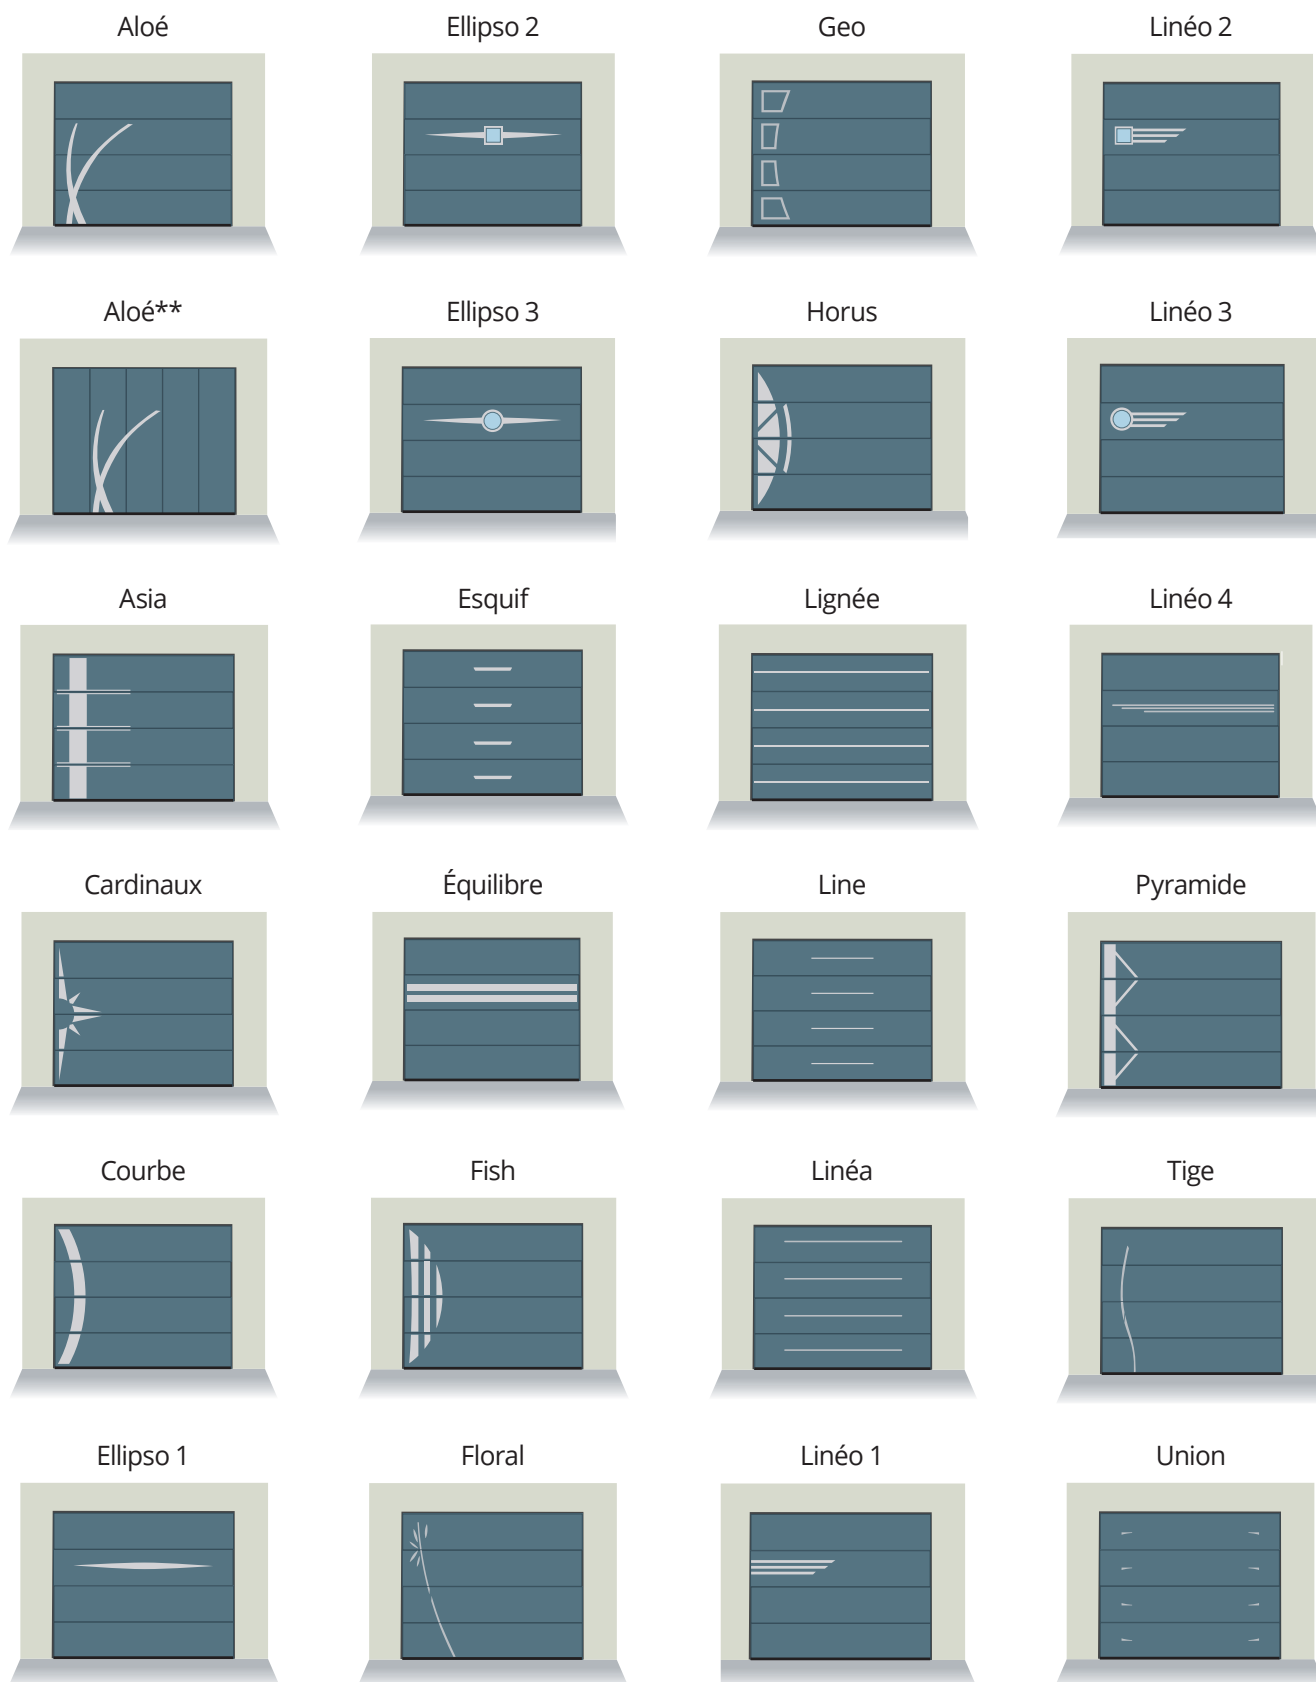 Aloé
Ellipso 2
Geo
Linéo 2
Aloé**
Ellipso 3
Horus
Linéo 3
Asia
Esquif
Lignée
Linéo 4
Cardinaux
Équilibre
Line
Pyramide
Courbe
Fish
Linéa
Tige
Ellipso 1
Floral
Linéo 1
Union